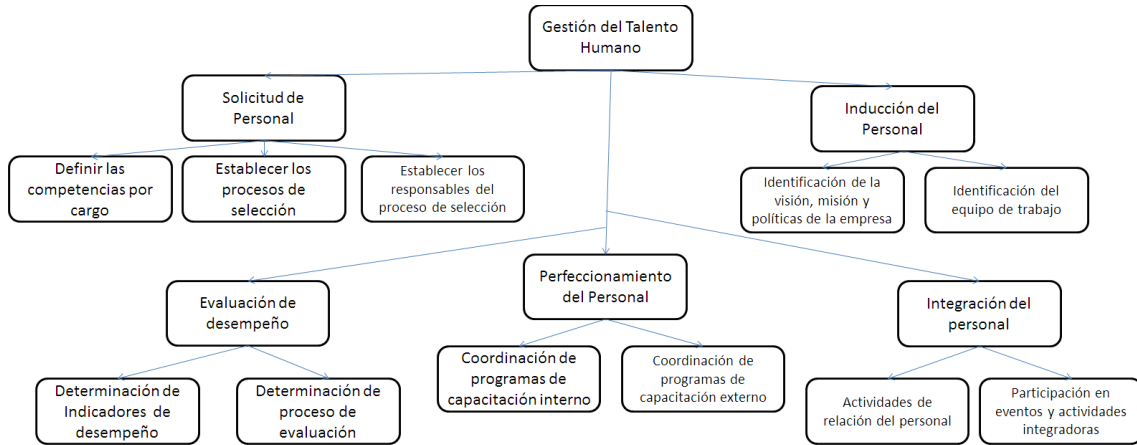 Gestión del Talento
Humano
Solicitud de
Personal
Inducción del
Personal
Definir las
competencias por
cargo
Establecer los
procesos de
selección
Establecer los
responsables del
proceso de selección
Identificación de la
visión, misión y
políticas de la empresa
Identificación del
equipo de trabajo
Evaluación de
desempeño
Perfeccionamiento
del Personal
Integración del
personal
Determinación de
Indicadores de
desempeño
Determinación de
proceso de
evaluación
Coordinación de
programas de
capacitación interno
Coordinación de
programas de
capacitación externo
Actividades de
relación del personal
Participación en
eventos y actividades
integradoras